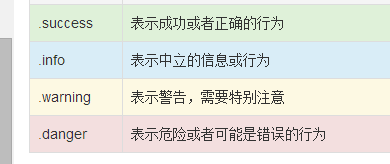 .success 表示成功或者正确的行为
.info 表示中立的信息或行为
.warning 表示警告，需要特别注意
.danger 表示危险或者可能是错误的行为